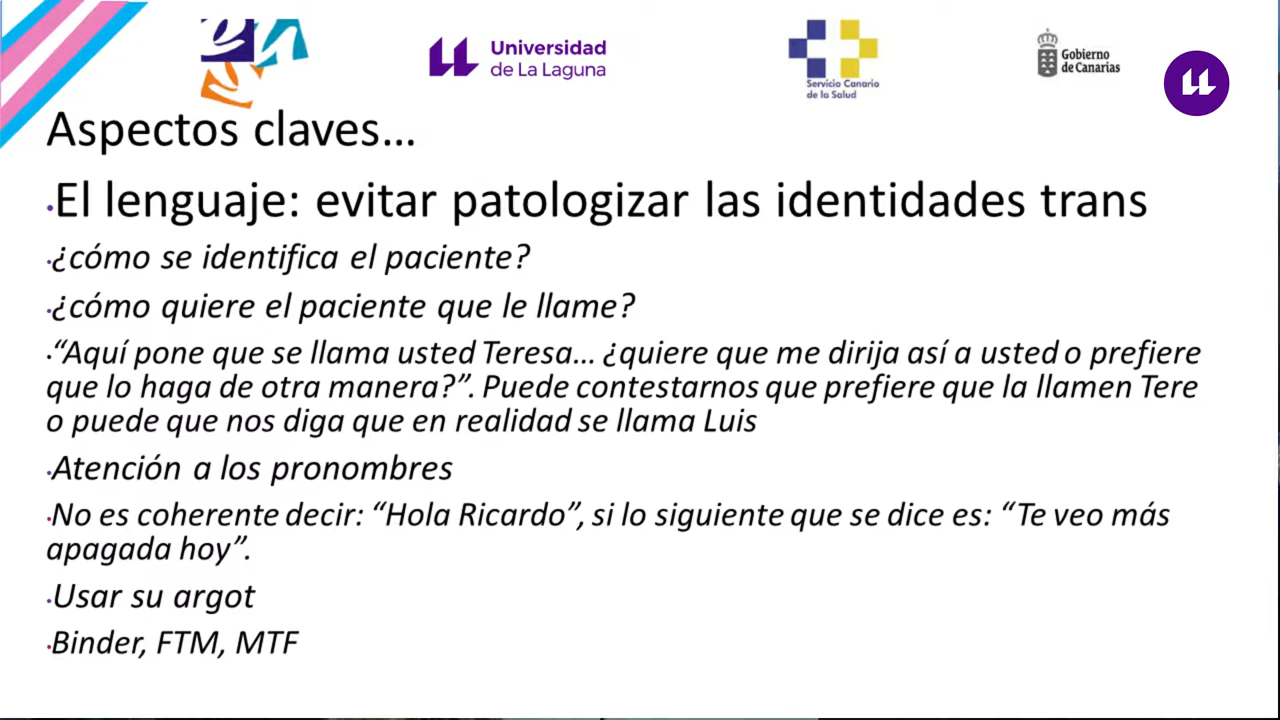 Universidad
de La Laguna
Servicio Canario
de la Salud
Gobierno
de Canarias
Aspectos claves...
•El lenguaje: evitar patologizar las identidades trans
•¿cómo se identifica el paciente?
•¿cómo quiere el paciente que le llame?
•“Aquí pone que se llama usted Teresa... ¿quiere que me dirija así a usted o prefiere
que lo haga de otra manera?”. Puede contestarnos que prefiere que la llamen Tere
o puede que nos diga que en realidad se llama Luis
•Atención a los pronombres
•No es coherente decir: “Hola Ricardo”, si lo siguiente que se dice es: “Te veo más
apagada hoy”.
•Usar su argot
•Binder, FTM, MTF